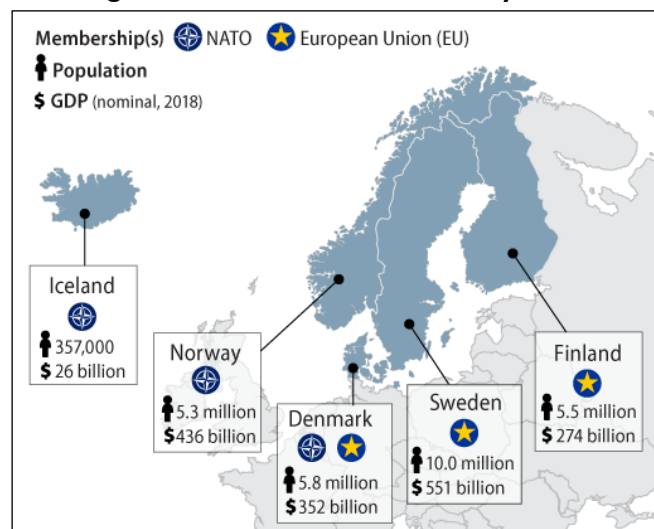 Membership(s) NATO European Union (EU)
Population
$ GDP (nominal, 2018)
Iceland
357,000
$ 26 billion
Norway
5.3 million
$ 436 billion
Denmark
5.8 million
$ 352 billion
Sweden
10.0 million
$ 551 billion
Finland
5.5 million
$ 274 billion